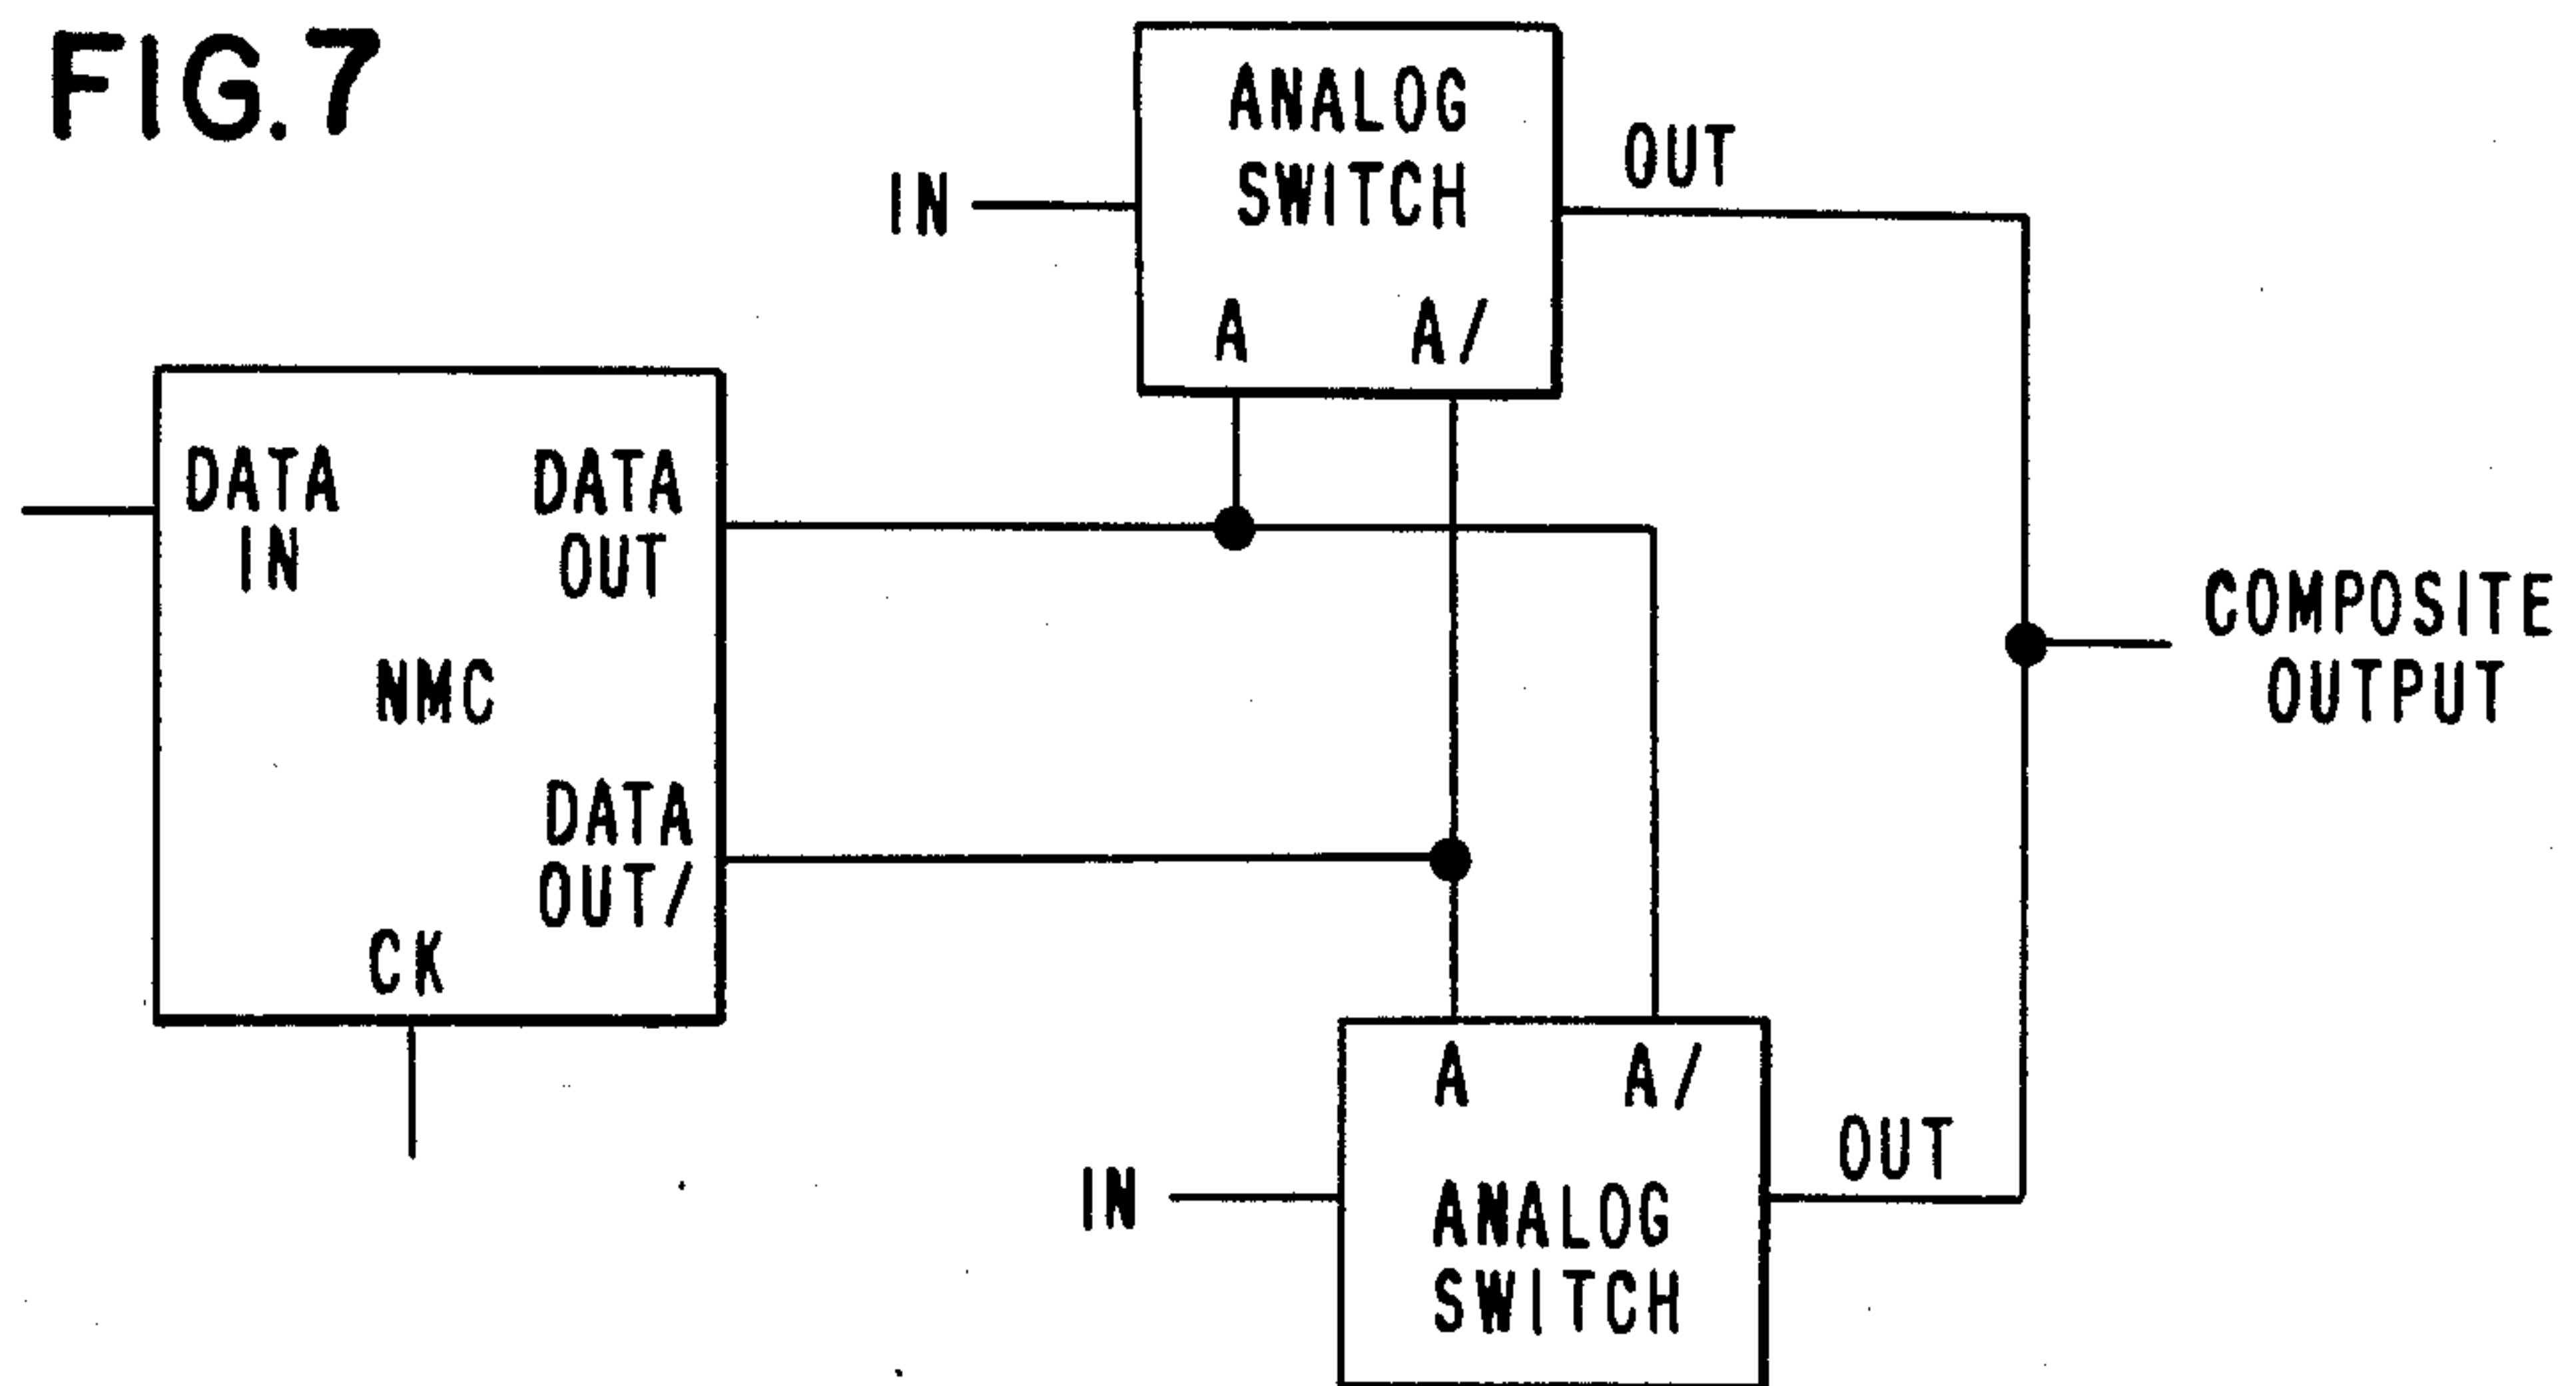 FIG.7
ANALOG
SWITCH
IN
OUT
A A/
DATA
IN
DATA
OUT
NMC
DATA
OUT/
CK
COMPOSITE
OUTPUT
A A/
IN
ANALOG
SWITCH
OUT